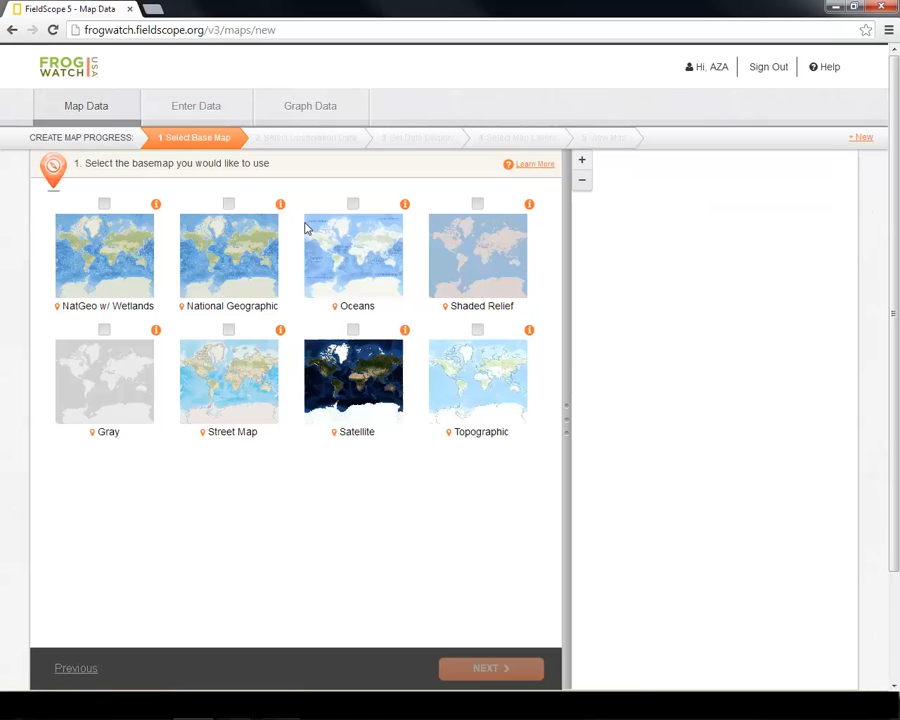 FieldScope 5 - Map Data
frogwatch.fieldscope.org/v3/maps/new
FROG WATCH USA
Hi, AZA
Sign Out
Help
Map Data
Enter Data
Graph Data
CREATE MAP PROGRESS:
1 Select Base Map
5 View Map
+ New
1. Select the basemap you would like to use
Learn More
NatGeo w/ Wetlands
National Geographic
Oceans
Shaded Relief
Gray
Street Map
Satellite
Topographic
Previous
NEXT